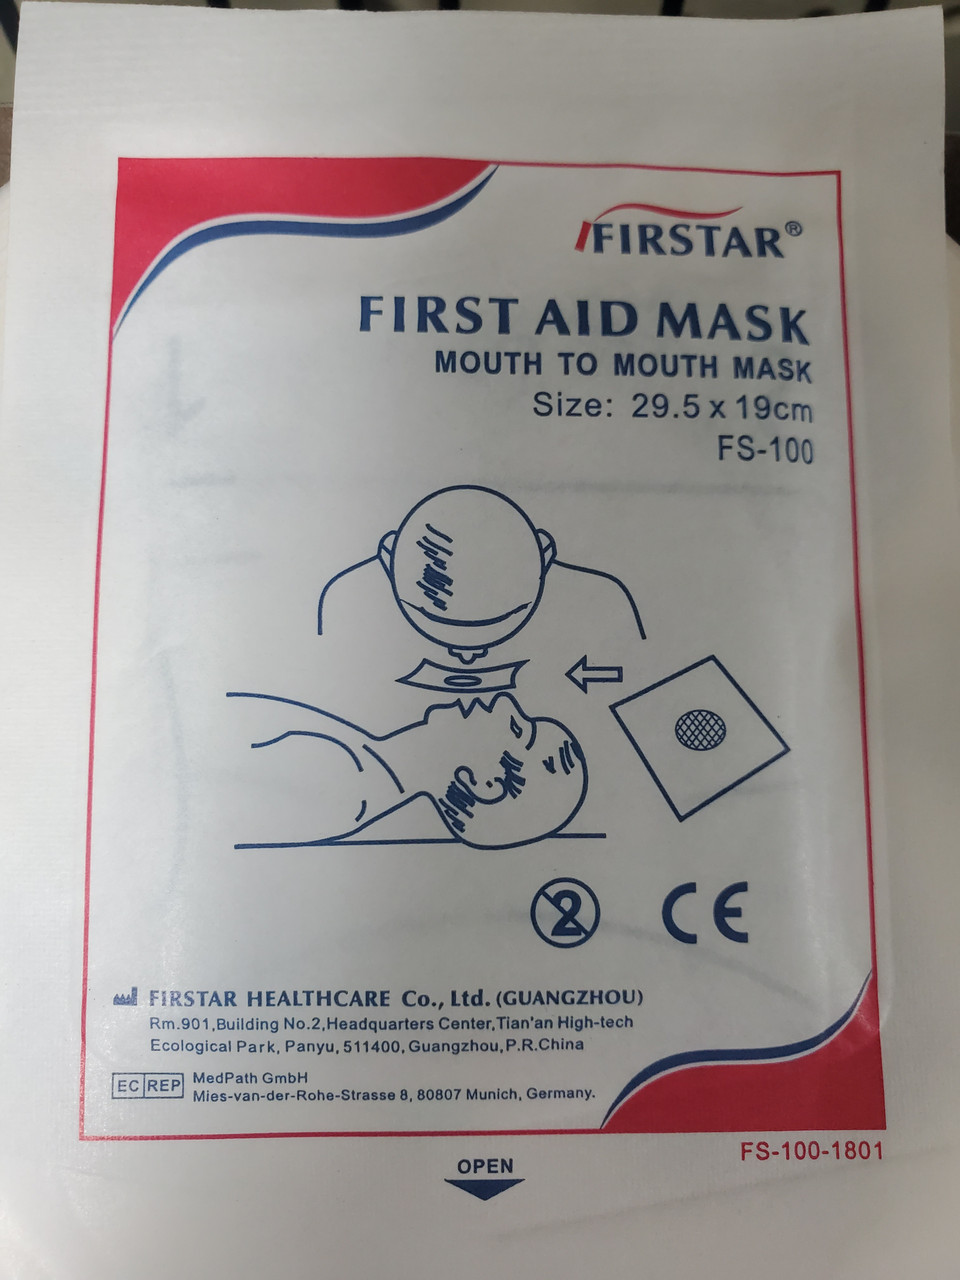 FIRSTAR®
FIRST AID MASK
MOUTH TO MOUTH MASK
Size: 29.5 x 19cm
FS-100
2
CE
FIRSTAR HEALTHCARE Co., Ltd. (GUANGZHOU)
Rm.901,Building No.2,Headquarters Center,Tian'an High-tech
Ecological Park, Panyu, 511400, Guangzhou, P.R.China
EC REP
MedPath GmbH
Mies-van-der-Rohe-Strasse 8, 80807 Munich, Germany.
FS-100-1801
OPEN